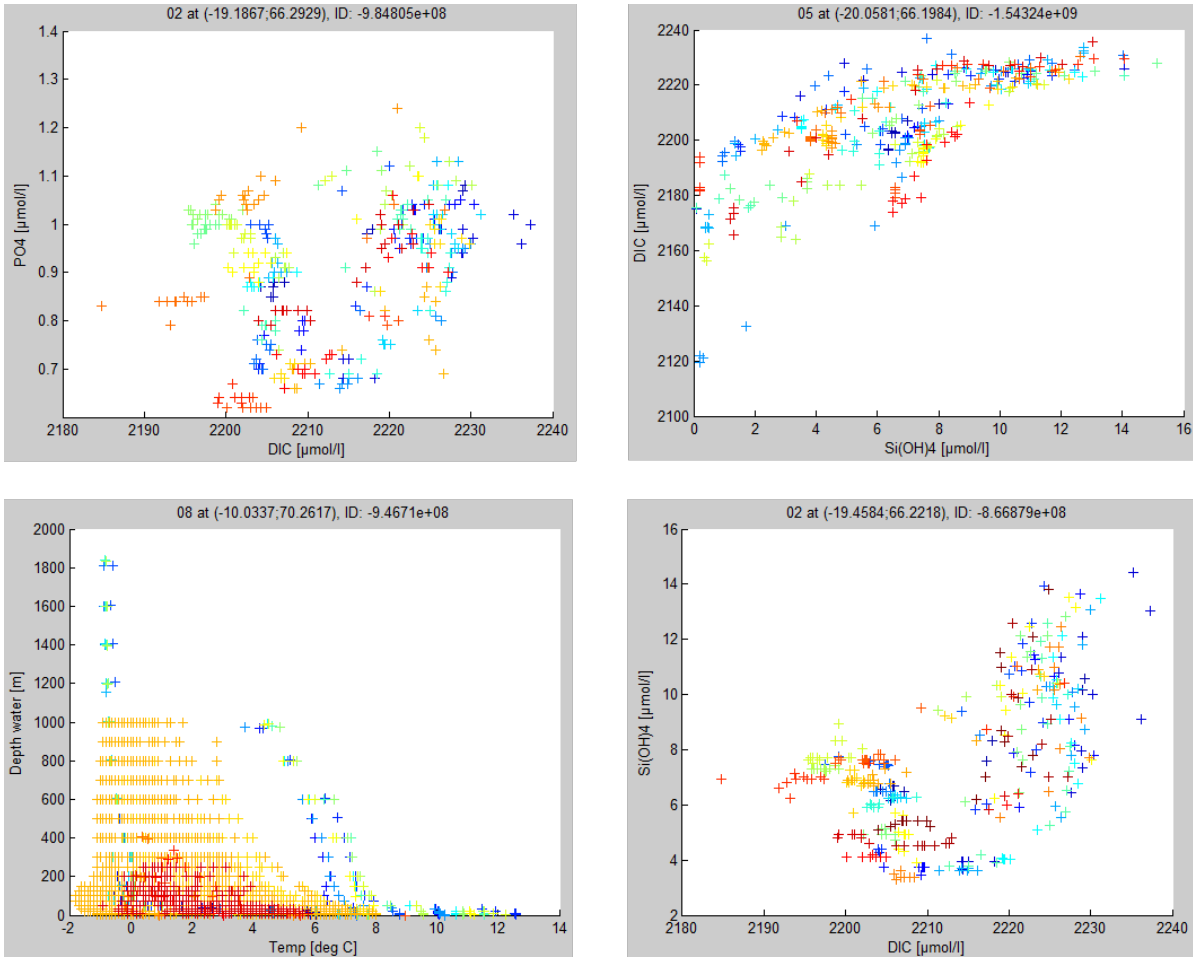 02 at (-19.1867;66.2929), ID: -9.84805e+08
1.4
1.3
1.2
1.1
1
0.9
0.8
0.7
PO4 [µmol/l]
2180 2190 2200 2210 2220 2230 2240
DIC [µmol/l]
05 at (-20.0581;66.1984), ID: -1.54324e+09
2240
2220
2200
2180
2160
2140
2120
2100
DIC [µmol/l]
0 2 4 6 8 10 12 14 16
Si(OH)4 [µmol/l]
08 at (-10.0337;70.2617), ID: -9.4671e+08
2000
1800
1600
1400
1200
1000
800
600
400
200
0
Depth water [m]
-2 0 2 4 6 8 10 12 14
Temp [deg C]
02 at (-19.4584;66.2218), ID: -8.66879e+08
16
14
12
10
8
6
4
2
Si(OH)4 [µmol/l]
2180 2190 2200 2210 2220 2230 2240
DIC [µmol/l]